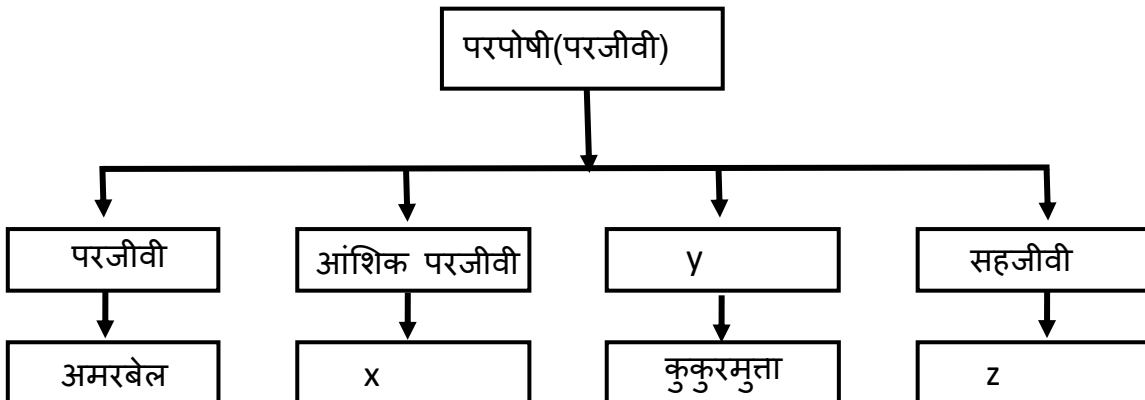 परपोषी(परजीवी)
परजीवी
आंशिक परजीवी
y
सहजीवी
अमरबेल
x
कुकुरमुत्ता
z